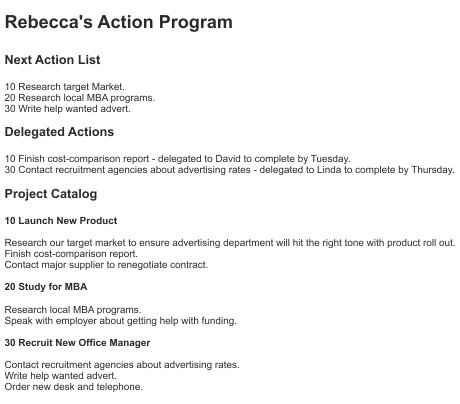 Rebecca's Action Program
Next Action List
10 Research target Market.
20 Research local MBA programs.
30 Write help wanted advert.
Delegated Actions
10 Finish cost-comparison report - delegated to David to complete by Tuesday.
30 Contact recruitment agencies about advertising rates - delegated to Linda to complete by Thursday.
Project Catalog
10 Launch New Product
Research our target market to ensure advertising department will hit the right tone with product roll out.
Finish cost-comparison report.
Contact major supplier to renegotiate contract.
20 Study for MBA
Research local MBA programs.
Speak with employer about getting help with funding.
30 Recruit New Office Manager
Contact recruitment agencies about advertising rates.
Write help wanted advert.
Order new desk and telephone.